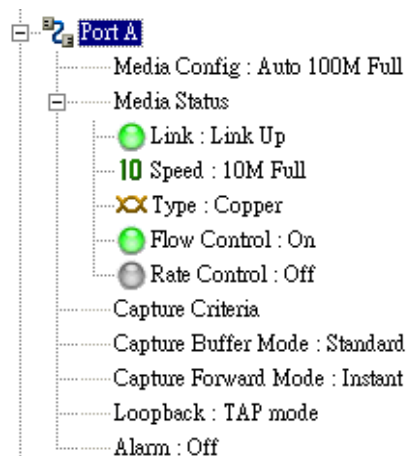 Port A
Media Config : Auto 100M Full
Media Status
Link : Link Up
10 Speed : 10M Full
Type : Copper
Flow Control : On
Rate Control : Off
Capture Criteria
Capture Buffer Mode : Standard
Capture Forward Mode : Instant
Loopback : TAP mode
Alarm : Off